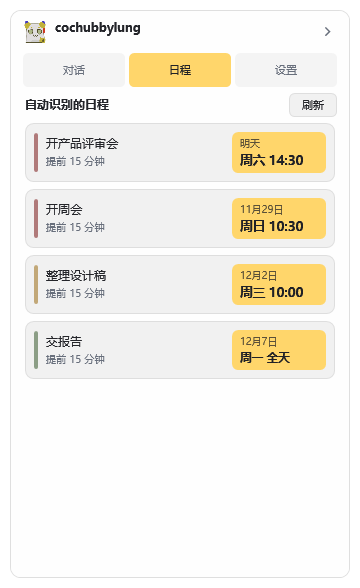 cochubbylung
对话
日程
设置
自动识别的日程
刷新
开产品评审会
提前 15 分钟
明天
周六 14:30
开周会
提前 15 分钟
11月29日
周日 10:30
整理设计稿
提前 15 分钟
12月2日
周三 10:00
交报告
提前 15 分钟
12月7日
周一 全天